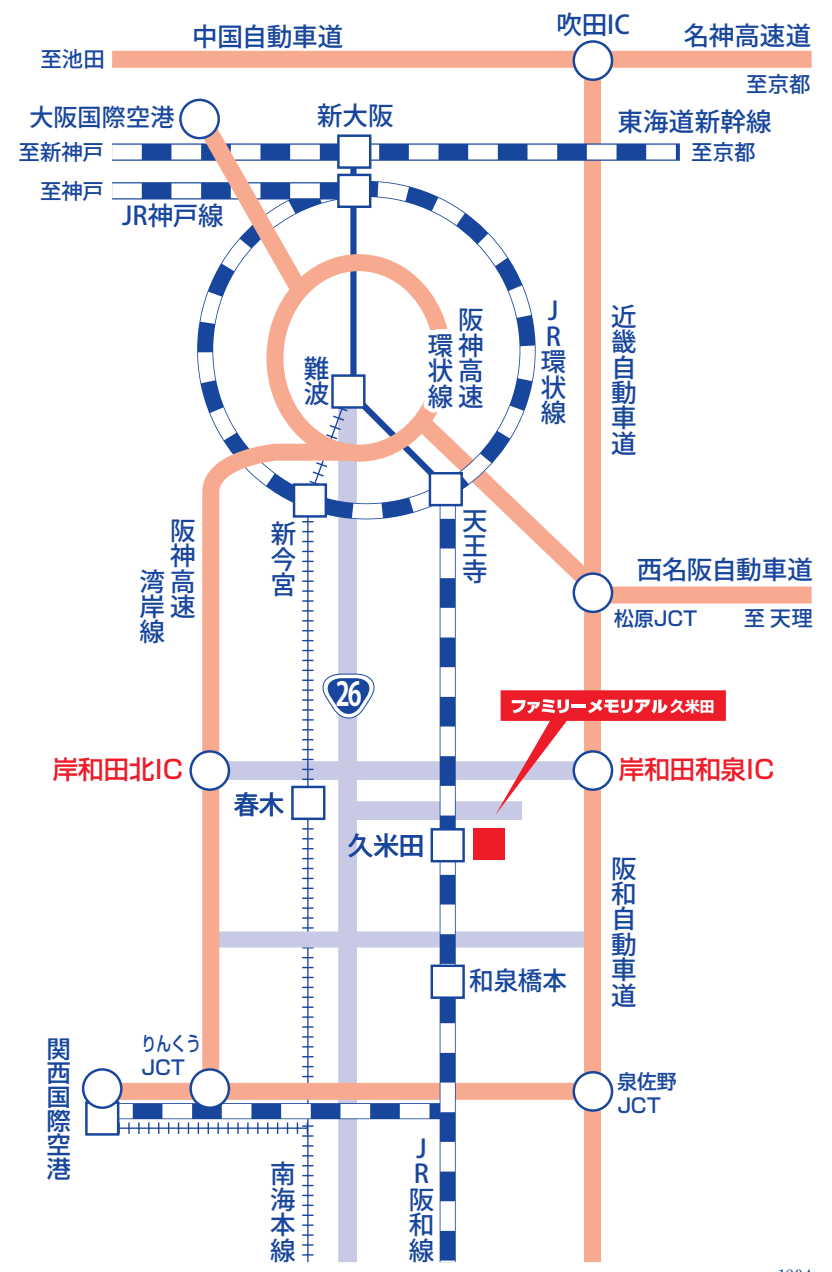 吹田IC
中国自動車道
名神高速道
至池田
至京都
大阪国際空港
新大阪
東海道新幹線
至新神戸
至京都
至神戸
JR神戸線
JR環状線
阪神高速
環状線
近畿自動車道
難波
阪神高速
湾岸線
新今宮
天王寺
西名阪自動車道
松原JCT
至 天理
26
ファミリーメモリアル 久米田
岸和田北IC
岸和田和泉IC
春木
久米田
阪和自動車道
和泉橋本
りんくう
JCT
関西国際空港
泉佐野
JCT
南海本線
JR阪和線